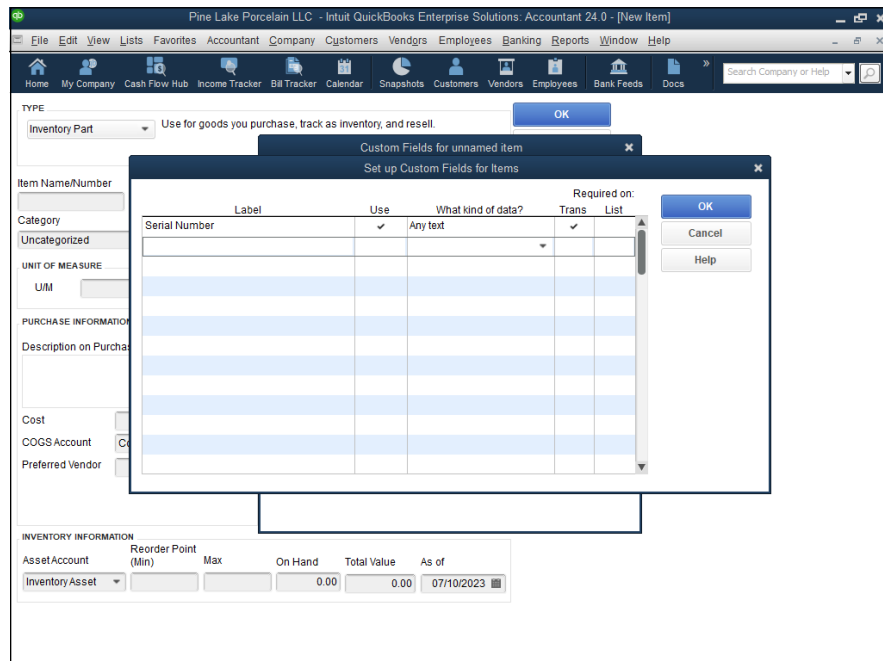 qb Pine Lake Porcelain LLC - Intuit QuickBooks Enterprise Solutions: Accountant 24.0 - [New Item]
File Edit View Lists Favorites Accountant Company Customers Vendors Employees Banking Reports Window Help
31
Home My Company Cash Flow Hub Income Tracker Bill Tracker Calendar Snapshots Customers Vendors Employees Bank Feeds Docs » Search Company or Help
TYPE
Inventory Part Use for goods you purchase, track as inventory, and resell. OK
Custom Fields for unnamed item
Set up Custom Fields for Items
Item Name/Number
Required on:
Label Use What kind of data? Trans List OK
Category
Serial Number Any text
Cancel
Uncategorized
Help
UNIT OF MEASURE
U/M
PURCHASE INFORMATION
Description on Purchas
Cost
COGS Account Co
Preferred Vendor
INVENTORY INFORMATION
Asset Account Reorder Point (Min) Max On Hand Total Value As of
Inventory Asset 0.00 0.00 07/10/2023